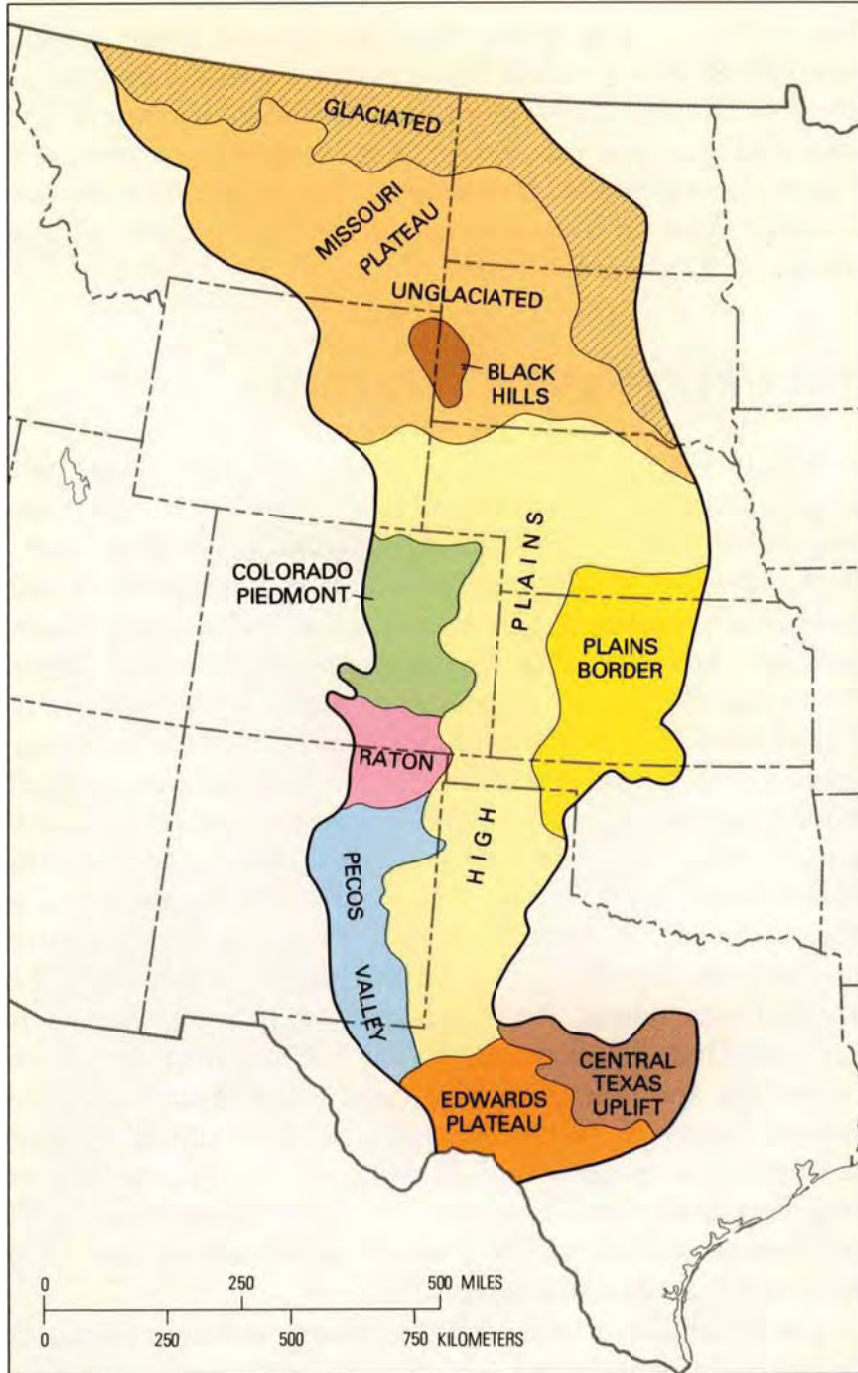 GLACIATED
MISSOURI
PLATEAU
UNGLACIATED
BLACK
HILLS
COLORADO
PIEDMONT
HIGH PLAINS
PLAINS
BORDER
RATON
PECOS VALLEY
CENTRAL
TEXAS
UPLIFT
EDWARDS
PLATEAU
0 250 500 MILES
0 250 500 750 KILOMETERS